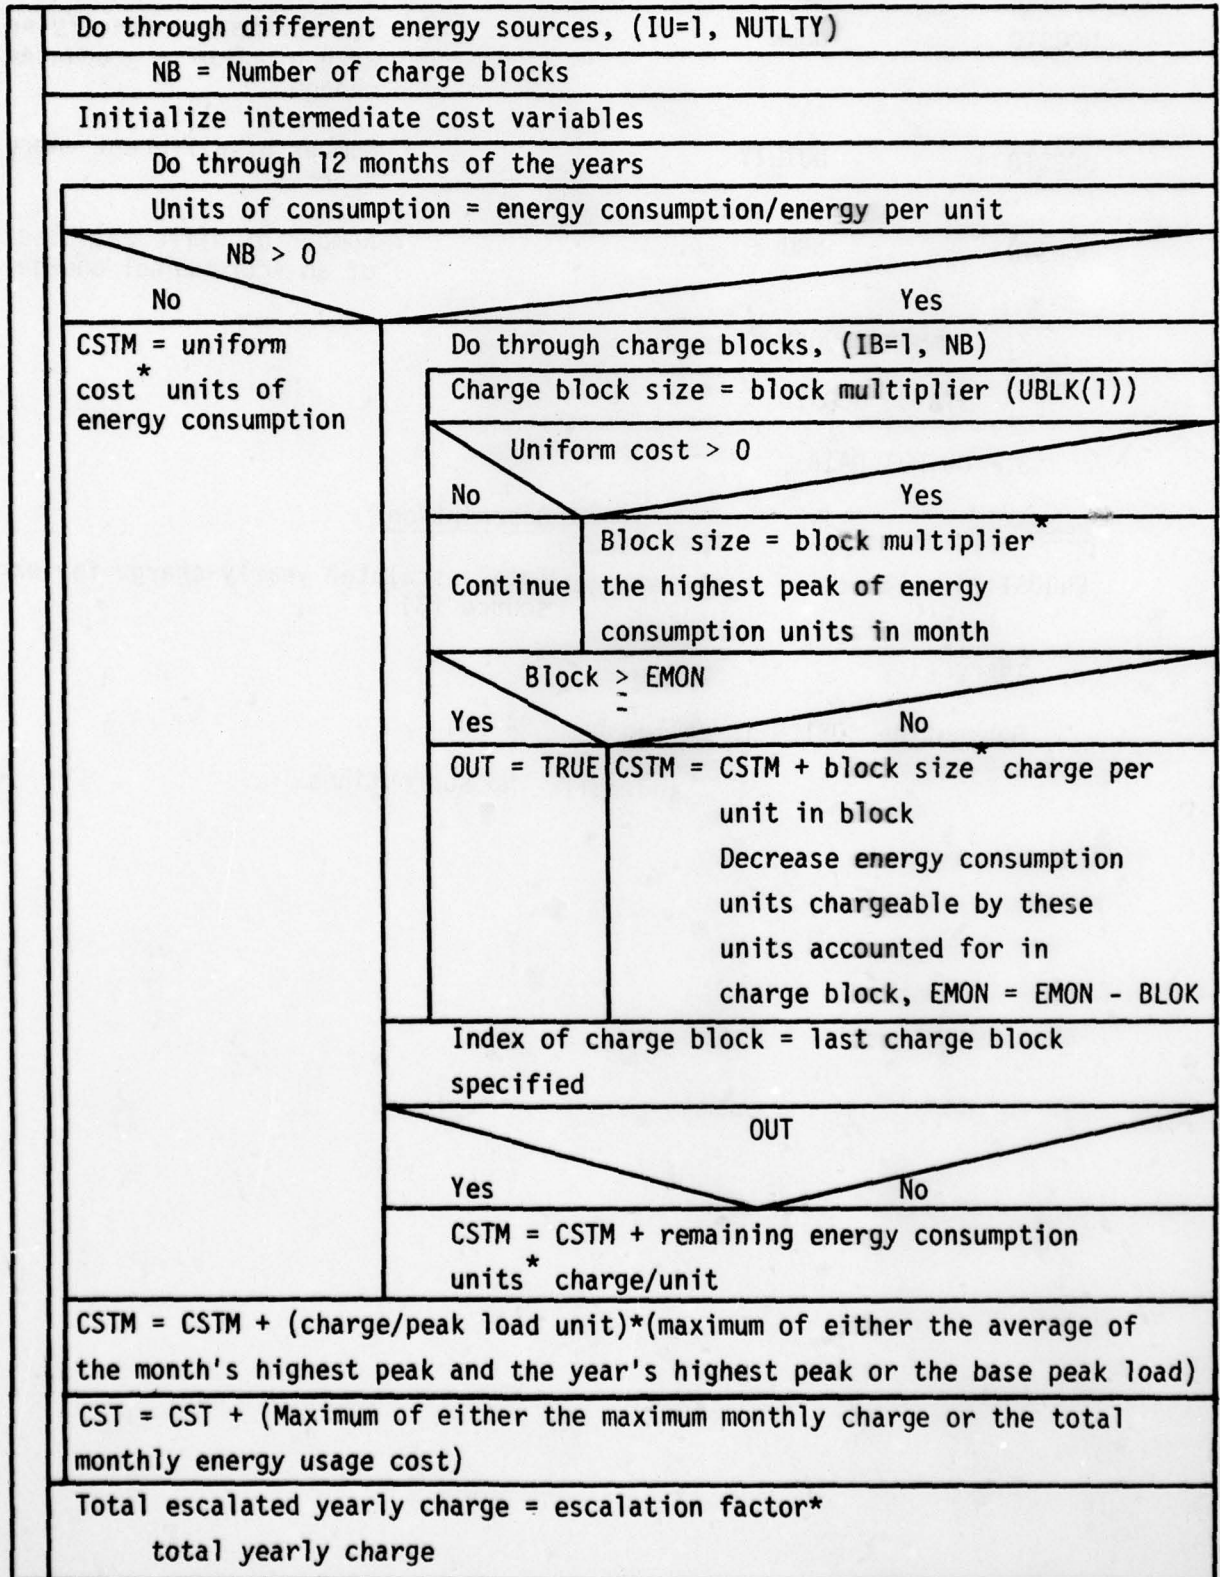 Do through different energy sources, (IU=1, NUTLTY)
NB = Number of charge blocks
Initialize intermediate cost variables
Do through 12 months of the years
Units of consumption = energy consumption/energy per unit
NB > 0
No Yes
CSTM = uniform
cost* units of
energy consumption
Do through charge blocks, (IB=1, NB)
Charge block size = block multiplier (UBLK(1))
Uniform cost > 0
No Yes
Block size = block multiplier*
Continue the highest peak of energy
consumption units in month
Block ≥ EMON
Yes No
OUT = TRUE CSTM = CSTM + block size* charge per
unit in block
Decrease energy consumption
units chargeable by these
units accounted for in
charge block, EMON = EMON - BLOK
Index of charge block = last charge block
specified
OUT
Yes No
CSTM = CSTM + remaining energy consumption
units* charge/unit
CSTM = CSTM + (charge/peak load unit)*(maximum of either the average of
the month's highest peak and the year's highest peak or the base peak load)
CST = CST + (Maximum of either the maximum monthly charge or the total
monthly energy usage cost)
Total escalated yearly charge = escalation factor*
total yearly charge